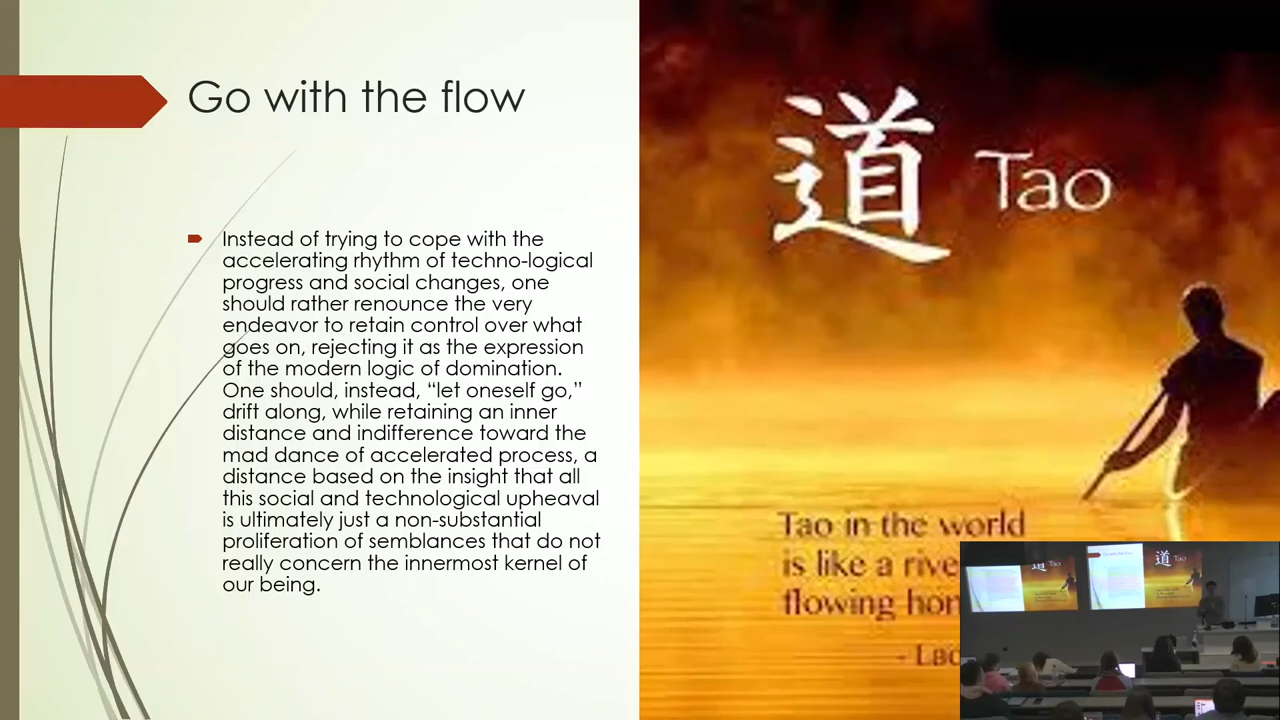 Go with the flow
Instead of trying to cope with the
accelerating rhythm of techno-logical
progress and social changes, one
should rather renounce the very
endeavor to retain control over what
goes on, rejecting it as the expression
of the modern logic of domination.
One should, instead, “let oneself go,”
drift along, while retaining an inner
distance and indifference toward the
mad dance of accelerated process, a
distance based on the insight that all
this social and technological upheaval
is ultimately just a non-substantial
proliferation of semblances that do not
really concern the innermost kernel of
our being.
道 Tao
Tao in the world
is like a rive
flowing hor
- Lao